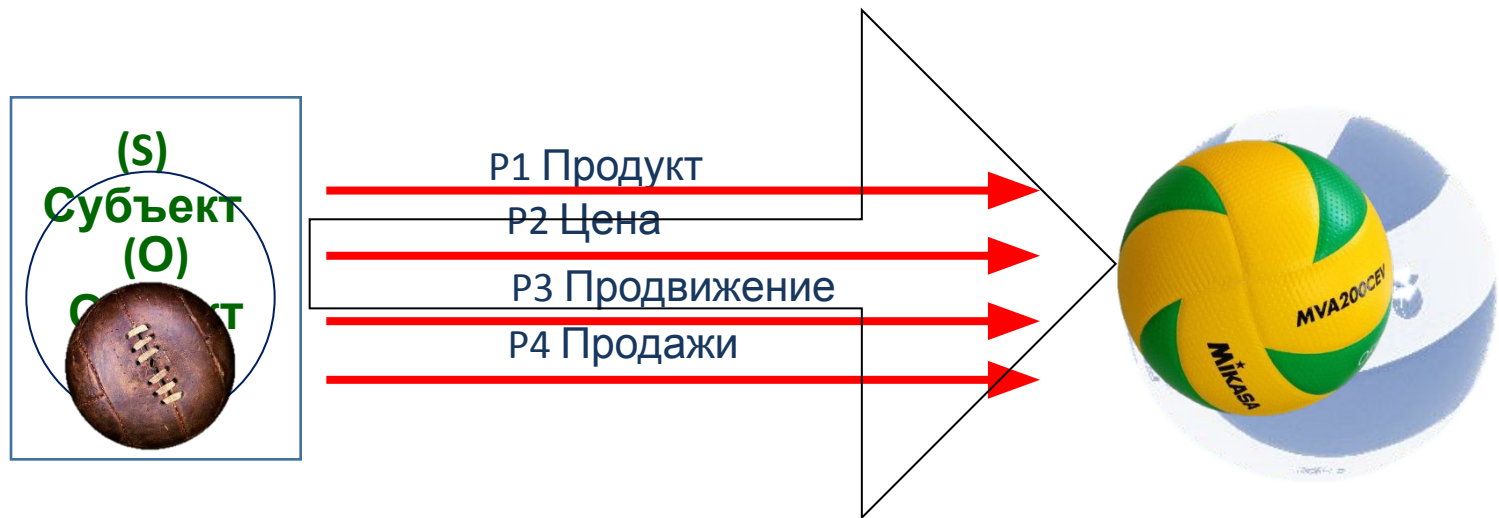 (S)
Субъект
(О)
P1 Продукт
P2 Цена
P3 Продвижение
P4 Продажи
MVA200CEV
MIKASA